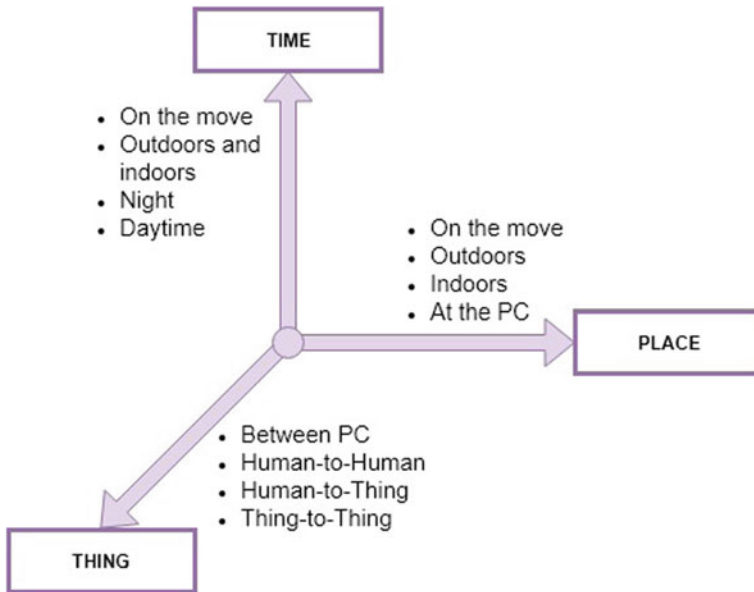 TIME
• On the move
• Outdoors and
indoors
• Night
• Daytime
• On the move
• Outdoors
• Indoors
• At the PC
PLACE
• Between PC
• Human-to-Human
• Human-to-Thing
• Thing-to-Thing
THING